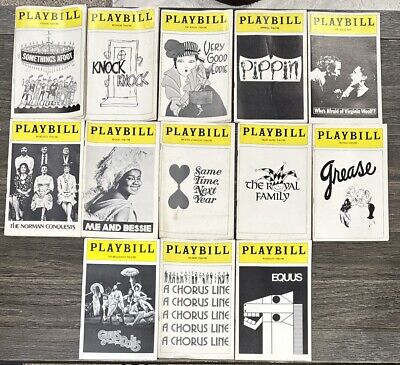 PLAYBILL
SOMETHING'S AFOOT
PLAYBILL
KNOCK
KNOCK
PLAYBILL
VERY
GOOD
EDDIE
PLAYBILL
PIPPIN
PLAYBILL
Who's Afraid of Virginia Woolf?
PLAYBILL
THE NORMAN CONQUESTS
PLAYBILL
ME AND BESSIE
PLAYBILL
Same
Time,
Next
Year
PLAYBILL
THE ROYAL
FAMILY
PLAYBILL
Grease
PLAYBILL
GUYS and Dolls
PLAYBILL
A CHORUS LINE
A CHORUS LINE
A CHORUS LINE
A CHORUS LINE
A CHORUS LINE
PLAYBILL
EQUUS